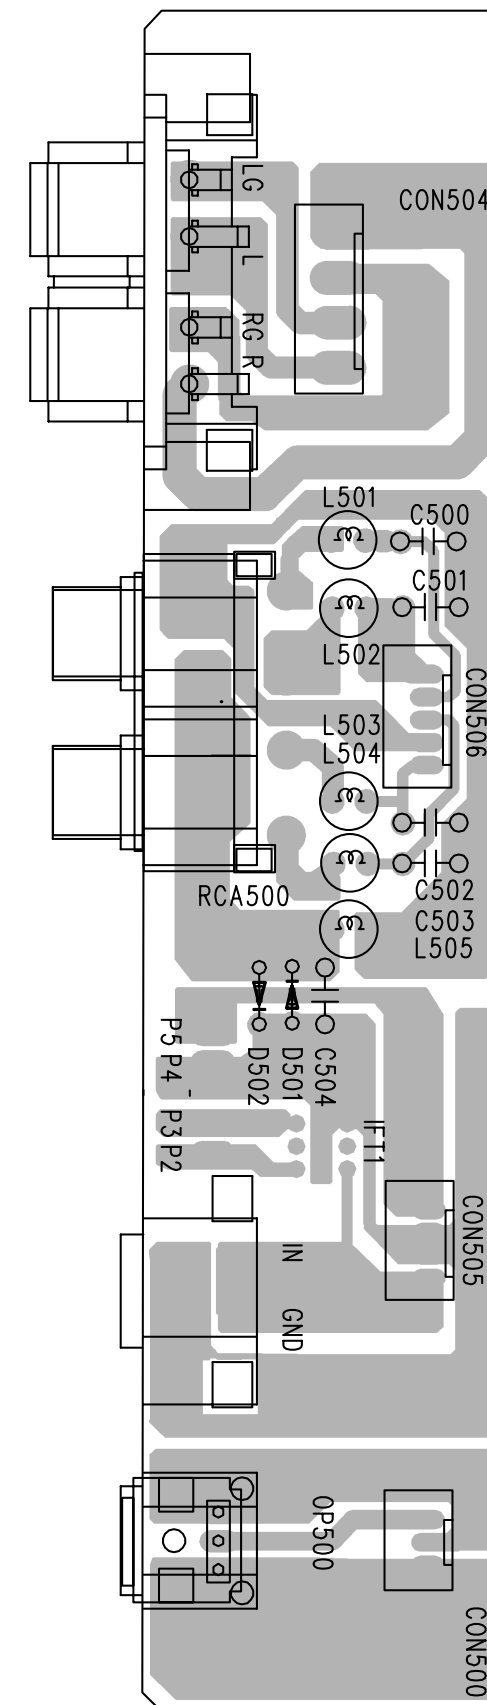 LG
CON504
L
RG
R
L501
C500
C501
L502
CON506
L503
L504
RCA500
C502
C503
L505
P5
P4
D502
D501
C504
P3
P2
IFT1
CON505
IN
GND
OP500
CON500